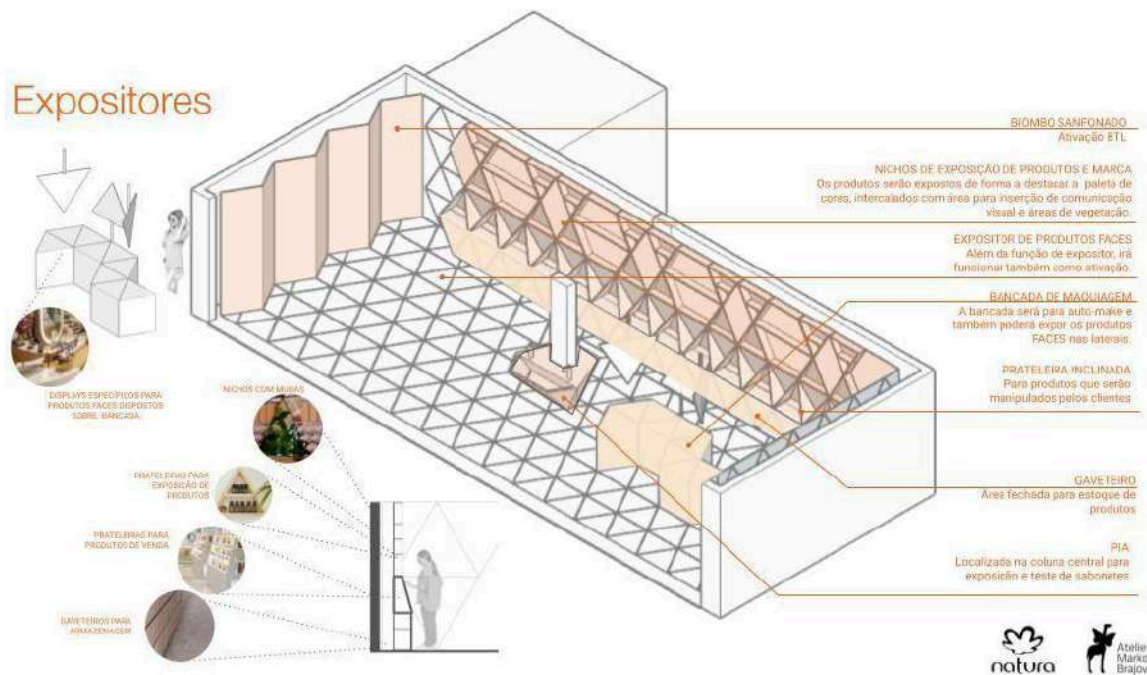 Expositores
BIOMBO SANFONADO
Ativação BTL
NICHOS DE EXPOSIÇÃO DE PRODUTOS E MARCA
Os produtos serão expostos de forma a destacar a paleta de
cores, intercalados com área para inserção de comunicação
visual e áreas de vegetação.
EXPOSITOR DE PRODUTOS FACES
Além da função de expositor, irá
funcionar também como ativação.
BANCADA DE MAQUIAGEM
A bancada será para auto-make e
também poderá expor os produtos
FACES nas laterais.
PRATELEIRA INCLINADA
Para produtos que serão
manipulados pelos clientes
GAVETEIRO
Área fechada para estoque de
produtos
PIA
Localizada na coluna central para
exposição e teste de sabonetes
DISPLAYS ESPECÍFICOS PARA
PRODUTOS FACES DISPOSTOS
SOBRE BANCADA
NICHOS COM MUDAS
PRATELEIRAS PARA
EXPOSIÇÃO DE
PRODUTOS
PRATELEIRAS PARA
PRODUTOS DE VENDA
GAVETEIROS PARA
ARMAZENAGEM
natura
Atelier
Marko
Brajovic